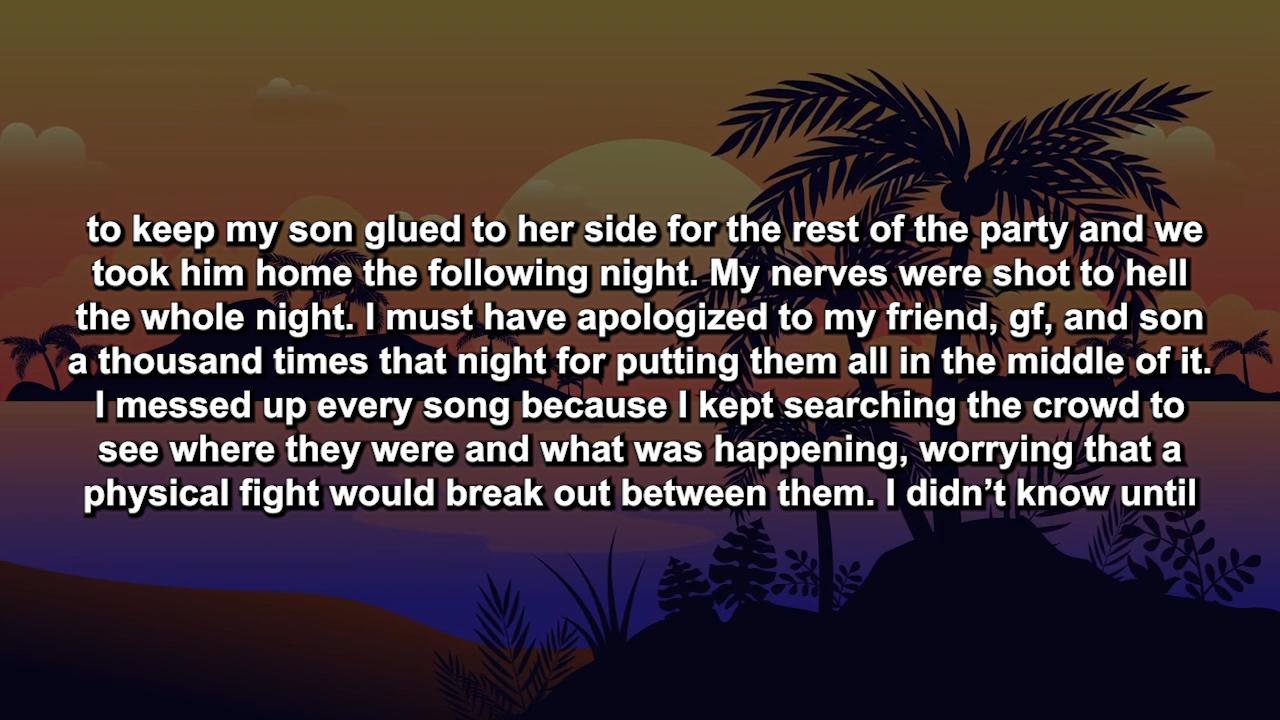 to keep my son glued to her side for the rest of the party and we
took him home the following night. My nerves were shot to hell
the whole night. I must have apologized to my friend, gf, and son
a thousand times that night for putting them all in the middle of it.
I messed up every song because I kept searching the crowd to
see where they were and what was happening, worrying that a
physical fight would break out between them. I didn’t know until